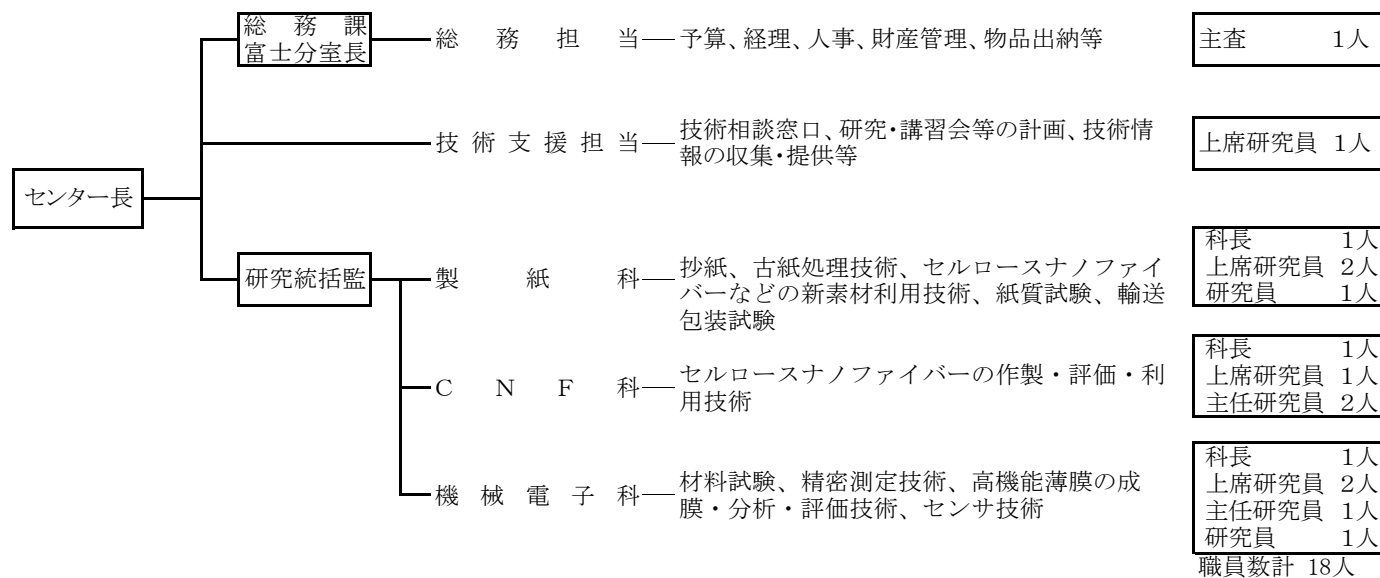 総務課
富士分室長
総務担当
予算、経理、人事、財産管理、物品出納等
主査 1人
技術支援担当
技術相談窓口、研究・講習会等の計画、技術情
報の収集・提供等
上席研究員 1人
センター長
研究統括監
製紙科
抄紙、古紙処理技術、セルロースナノファイ
バーなどの新素材利用技術、紙質試験、輸送
包装試験
科長 1人
上席研究員 2人
研究員 1人
CNF科
セルロースナノファイバーの作製・評価・利
用技術
科長 1人
上席研究員 1人
主任研究員 2人
機械電子科
材料試験、精密測定技術、高機能薄膜の成
膜・分析・評価技術、センサ技術
科長 1人
上席研究員 2人
主任研究員 1人
研究員 1人
職員数計 18人